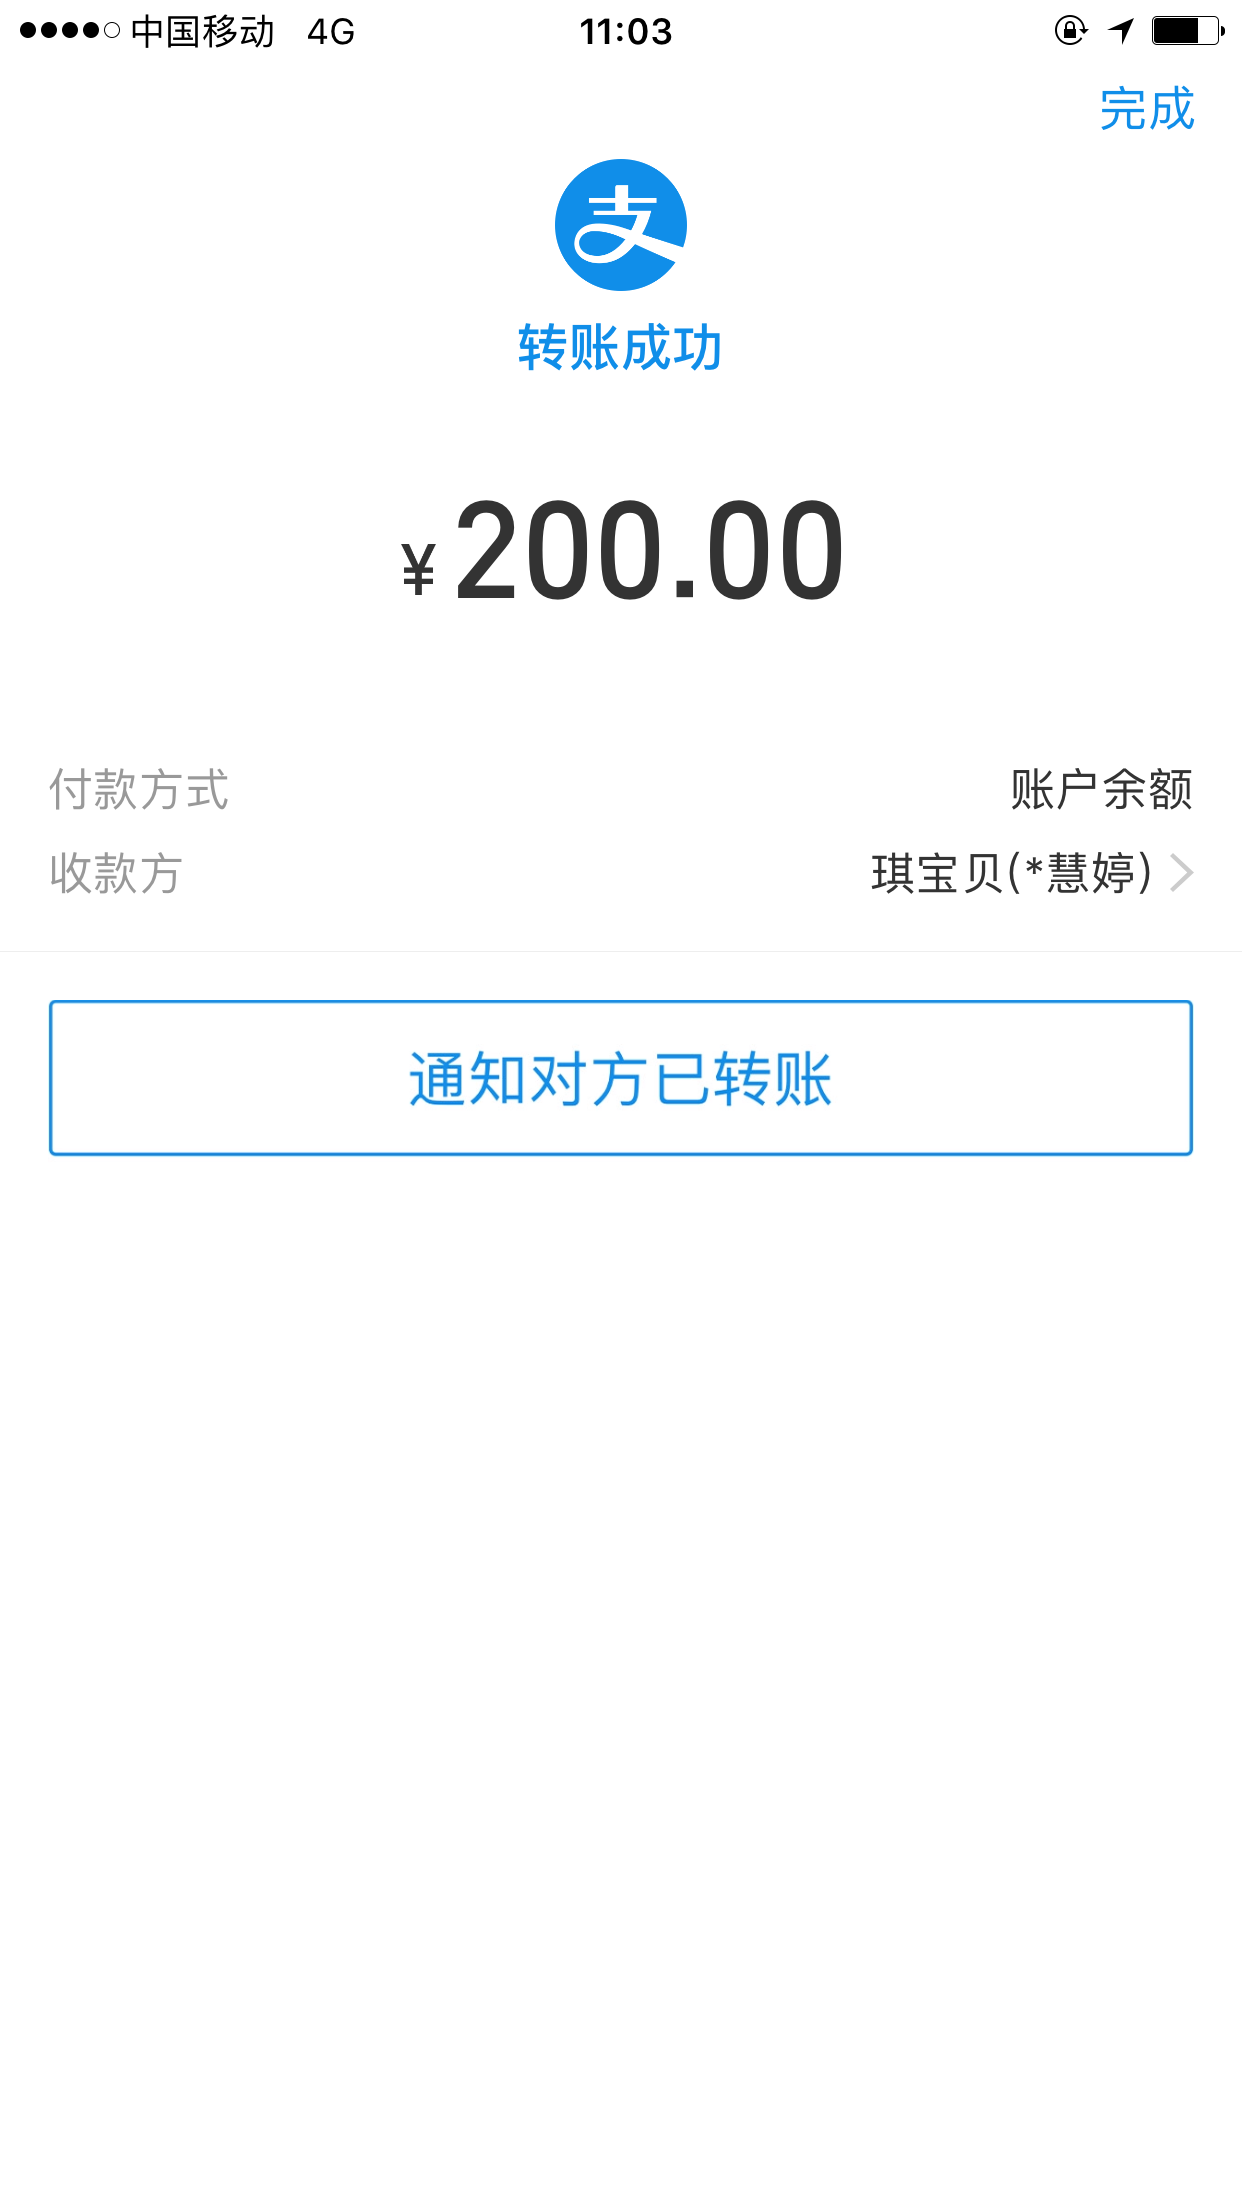 中国移动 4G 11:03
完成
支
转账成功
¥200.00
付款方式 账户余额
收款方 琪宝贝(*慧婷)
通知对方已转账